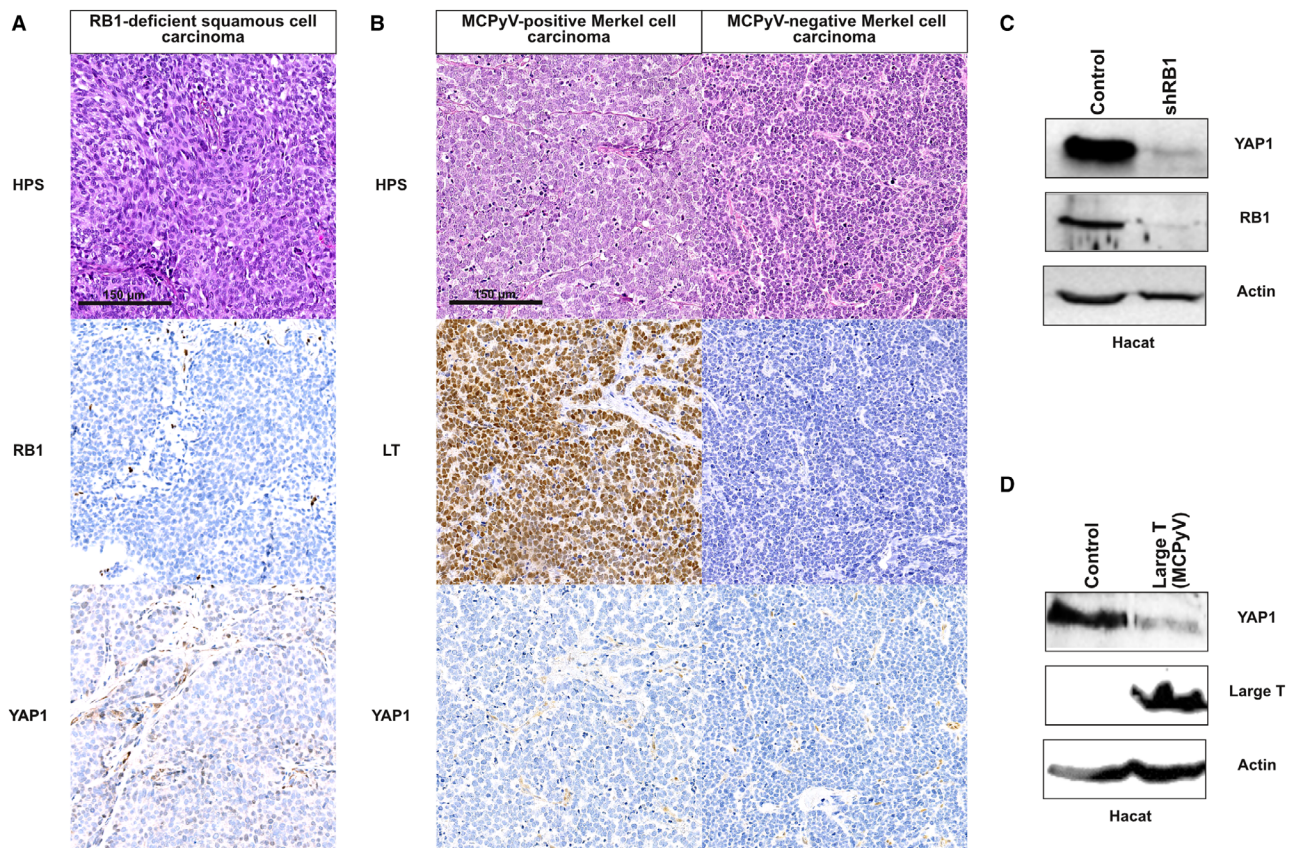 A
RB1-deficient squamous cell
carcinoma
HPS
150 µm
RB1
YAP1
B
MCPyV-positive Merkel cell
carcinoma
MCPyV-negative Merkel cell
carcinoma
HPS
150 µm
LT
YAP1
C
Control
shRB1
YAP1
RB1
Actin
Hacat
D
Control
Large T
(MCPyV)
YAP1
Large T
Actin
Hacat